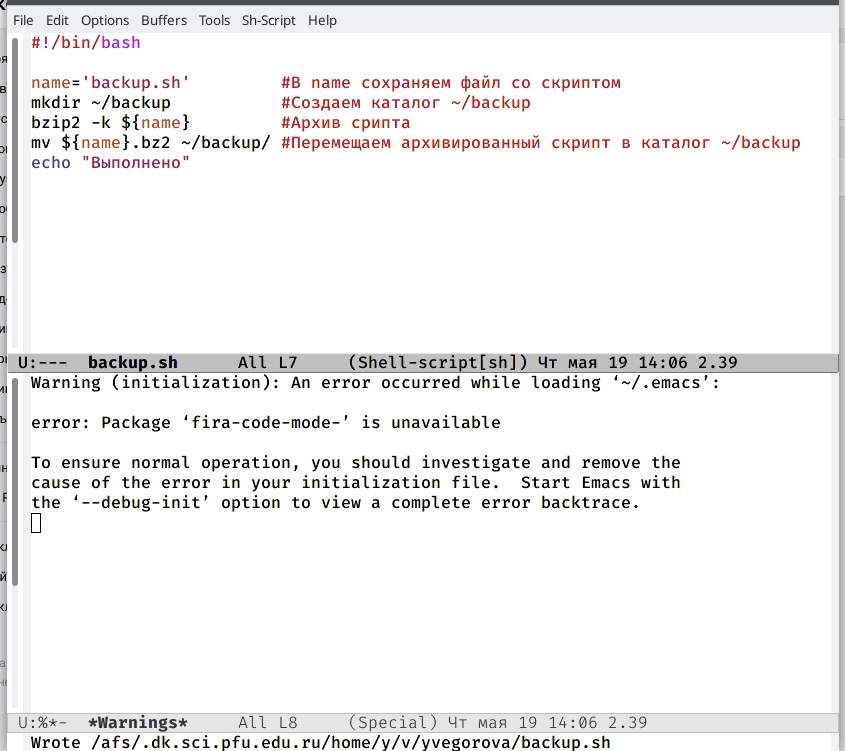 File Edit Options Buffers Tools Sh-Script Help
#!/bin/bash
name='backup.sh' #В name сохраняем файл со скриптом
mkdir ~/backup #Создаем каталог ~/backup
bzip2 -k ${name} #Архив срипта
mv ${name}.bz2 ~/backup/ #Перемещаем архивированный скрипт в каталог ~/backup
echo "Выполнено"
U:--- backup.sh All L7 (Shell-script[sh]) Чт мая 19 14:06 2.39
Warning (initialization): An error occurred while loading ‘~/.emacs’:
error: Package ‘fira-code-mode-’ is unavailable
To ensure normal operation, you should investigate and remove the
cause of the error in your initialization file. Start Emacs with
the ‘--debug-init’ option to view a complete error backtrace.
U:%*- *Warnings* All L8 (Special) Чт мая 19 14:06 2.39
Wrote /afs/.dk.sci.pfu.edu.ru/home/y/v/yvegorova/backup.sh